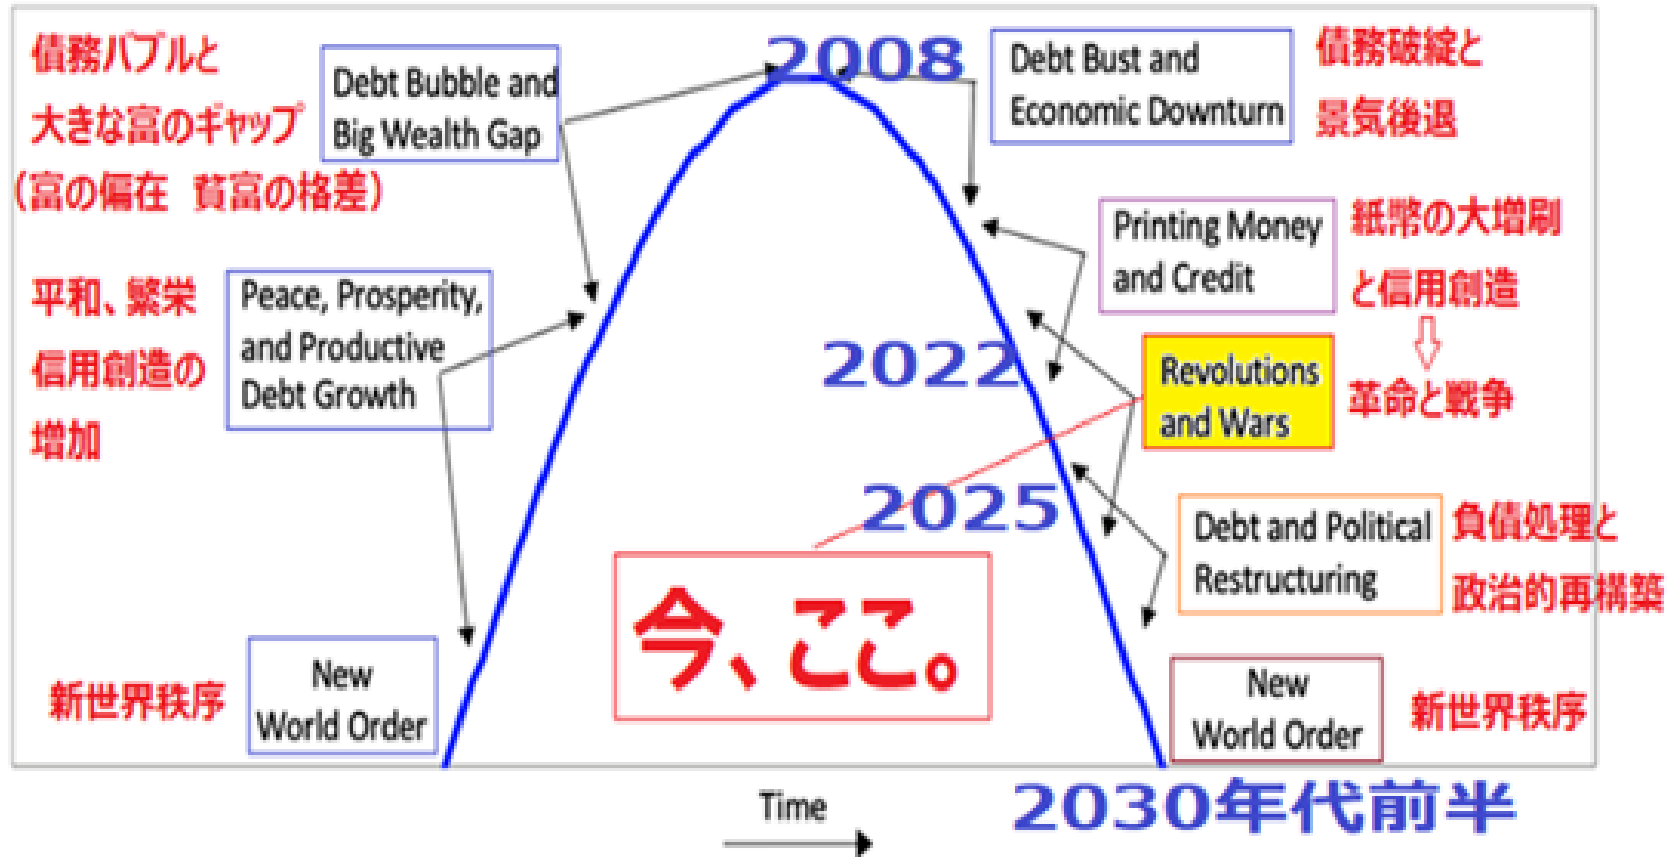 債務バブルと
大きな富のギャップ
（富の偏在　貧富の格差）
Debt Bubble and
Big Wealth Gap
平和、繁栄
信用創造の
増加
Peace, Prosperity,
and Productive
Debt Growth
新世界秩序
New
World Order
2008
Debt Bust and
Economic Downturn
債務破綻と
景気後退
Printing Money
and Credit
紙幣の大増刷
と信用創造
2022
Revolutions
and Wars
革命と戦争
2025
今、ここ。
Debt and Political
Restructuring
負債処理と
政治的再構築
New
World Order
新世界秩序
Time
2030年代前半